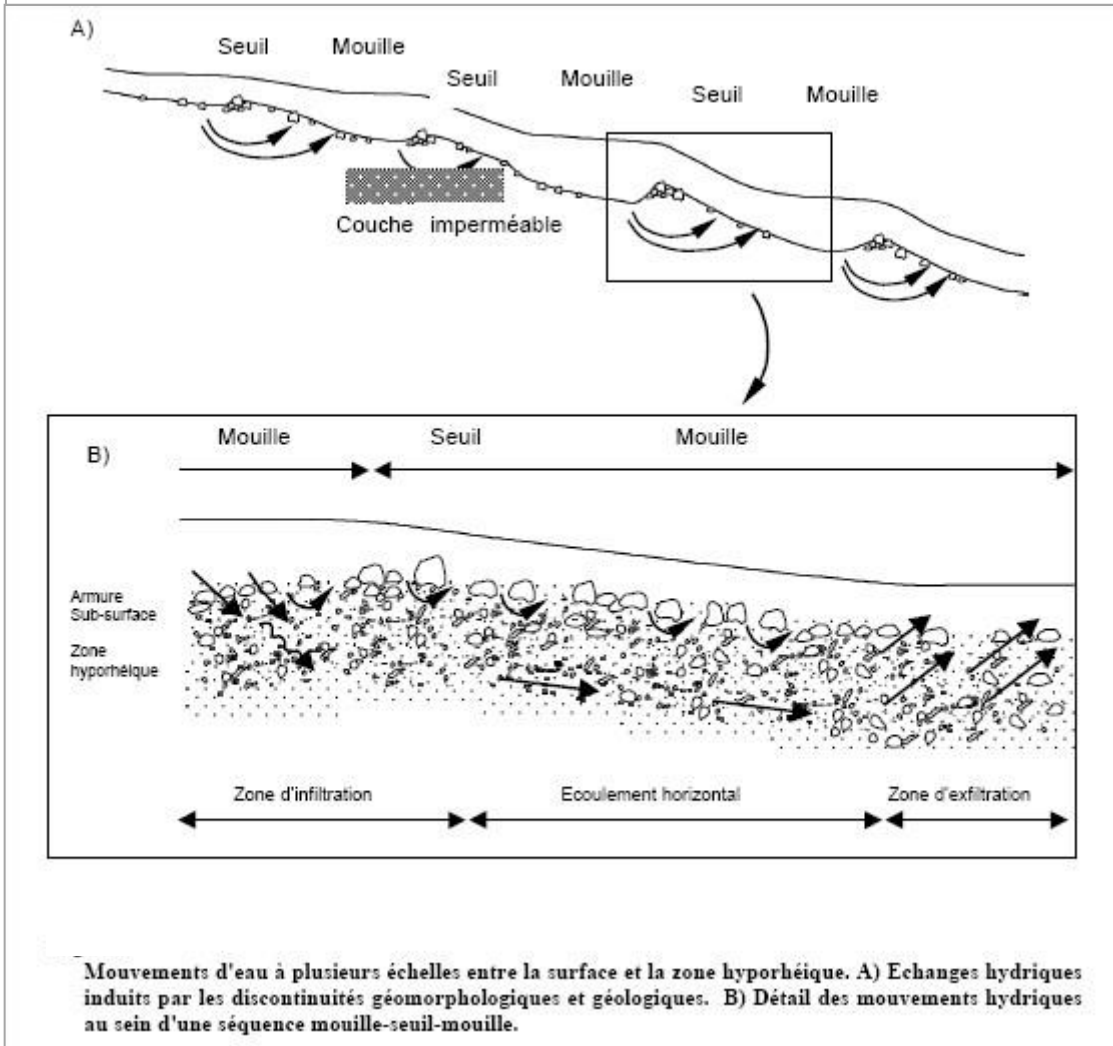 A)
Seuil Mouille
Seuil Mouille
Seuil Mouille
Couche imperméable
B)
Mouille Seuil Mouille
Armure
Sub-surface
Zone
hyporhéique
Zone d'infiltration Ecoulement horizontal Zone d'exfiltration
Mouvements d'eau à plusieurs échelles entre la surface et la zone hyporhéique. A) Echanges hydriques
induits par les discontinuités géomorphologiques et géologiques. B) Détail des mouvements hydriques
au sein d'une séquence mouille-seuil-mouille.